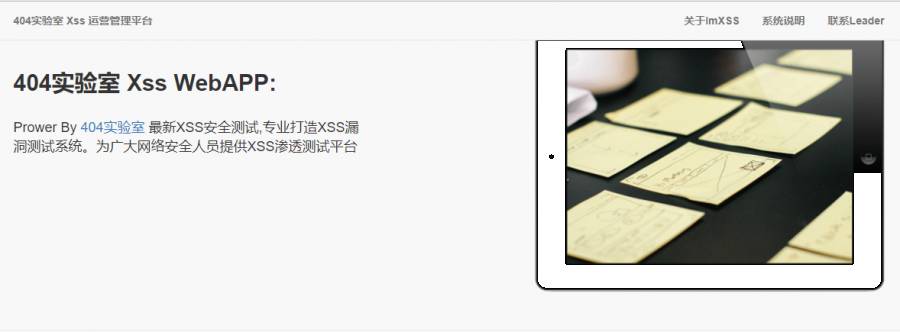 404实验室 Xss 运营管理平台
关于ImXSS 系统说明 联系Leader
404实验室 Xss WebAPP:
Prower By 404实验室 最新XSS安全测试,专业打造XSS漏
洞测试系统。为广大网络安全人员提供XSS渗透测试平台